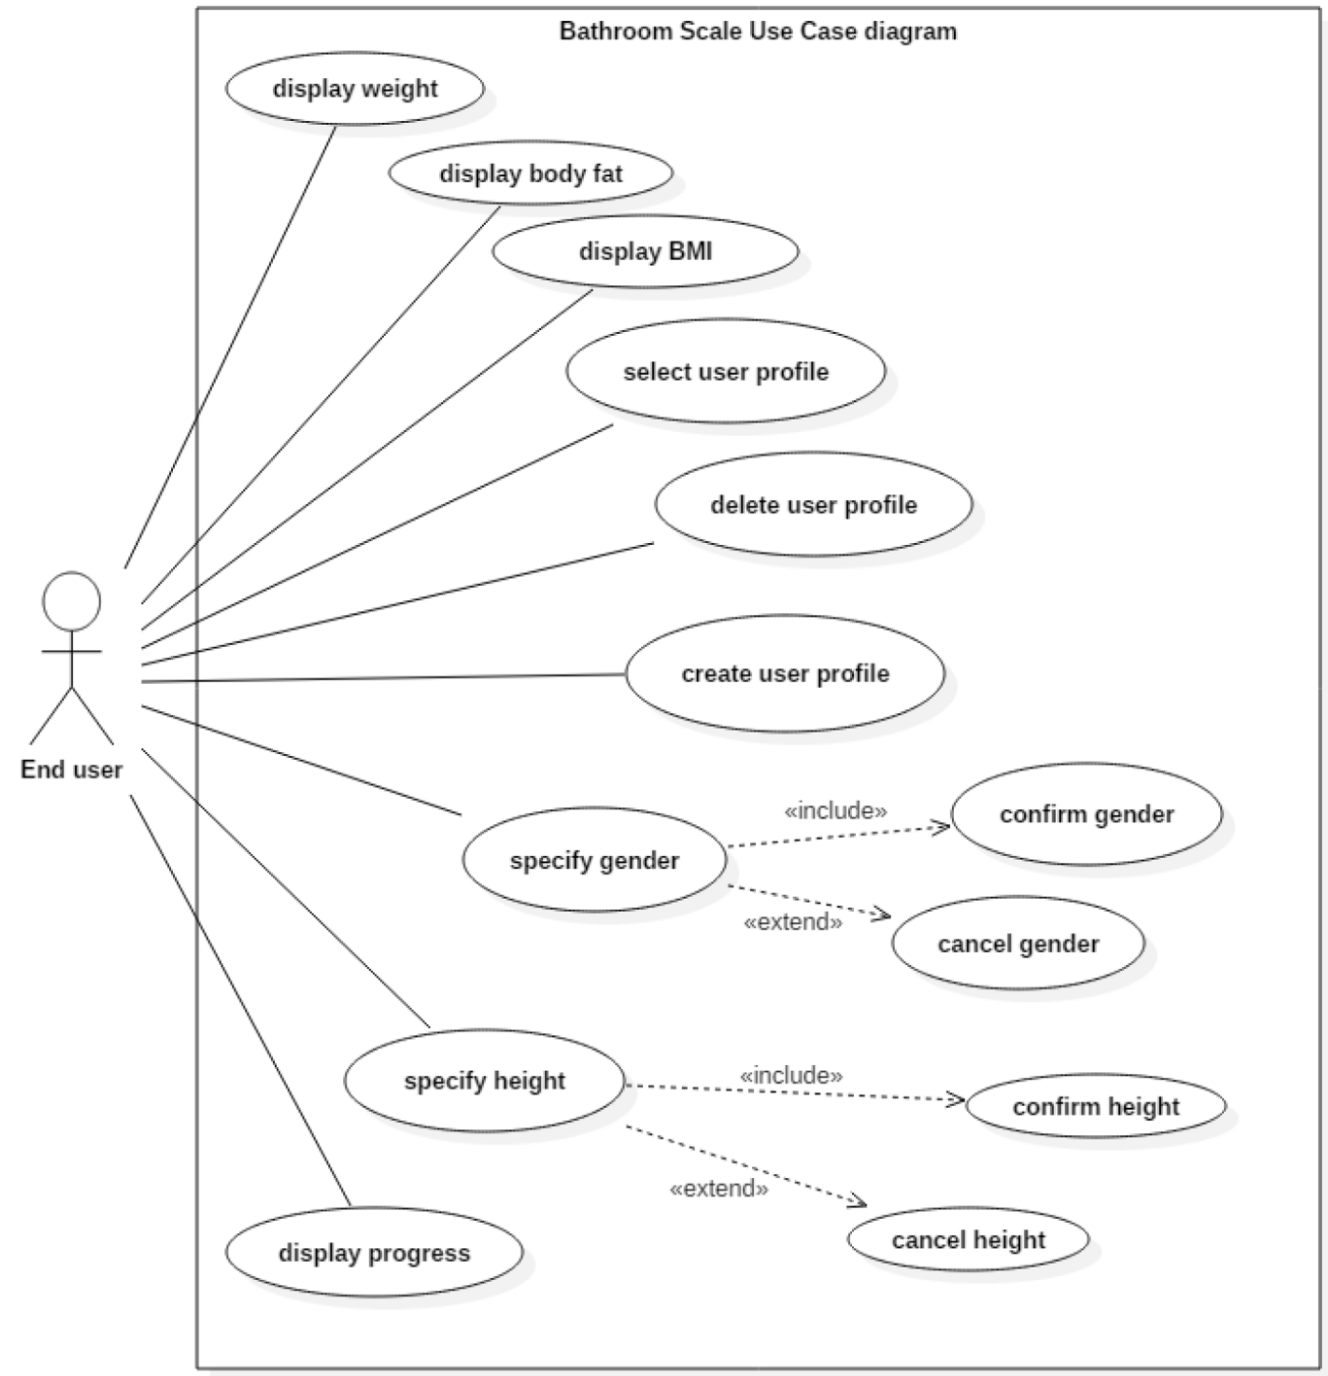 Bathroom Scale Use Case diagram
display weight
display body fat
display BMI
select user profile
delete user profile
create user profile
End user
specify gender
«include»
confirm gender
«extend»
cancel gender
specify height
«include»
confirm height
«extend»
cancel height
display progress